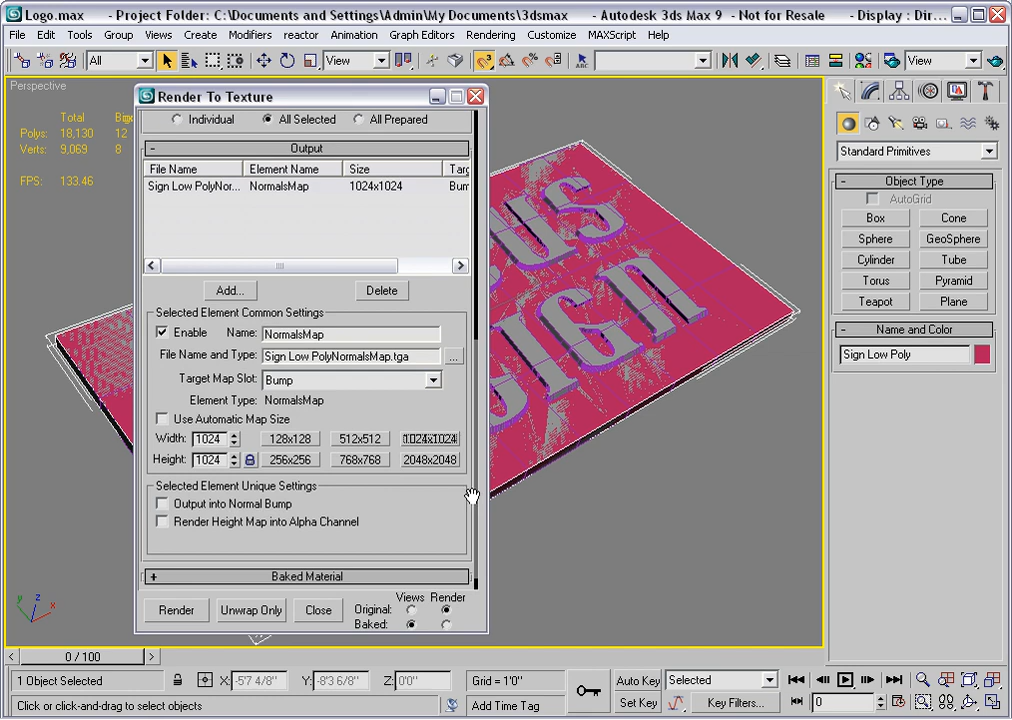 Logo.max - Project Folder: C:\Documents and Settings\Admin\My Documents\3dsmax - Autodesk 3ds Max 9 - Not for Resale - Display : Dir...
File Edit Tools Group Views Create Modifiers reactor Animation Graph Editors Rendering Customize MAXScript Help
All View ABC View
Perspective
Total
Polys: 18,130 12
Verts: 9,069 8
FPS: 133.46
Render To Texture
Individual All Selected All Prepared
- Output
File Name Element Name Size Targ
Sign Low PolyNor... NormalsMap 1024x1024 Bum
Add... Delete
Selected Element Common Settings
Enable Name: NormalsMap
File Name and Type: Sign Low PolyNormalsMap.tga ...
Target Map Slot: Bump
Element Type: NormalsMap
Use Automatic Map Size
Width: 1024 128x128 512x512 1024x1024
Height: 1024 256x256 768x768 2048x2048
Selected Element Unique Settings
Output into Normal Bump
Render Height Map into Alpha Channel
+ Baked Material
Views Render
Render Unwrap Only Close Original:
Baked:
Standard Primitives
- Object Type
AutoGrid
Box Cone
Sphere GeoSphere
Cylinder Tube
Torus Pyramid
Teapot Plane
- Name and Color
Sign Low Poly
z
y
x
< 0 / 100 >
1 Object Selected X: -5'7 4/8" Y: -8'3 6/8" Z: 0'0" Grid = 1'0" Auto Key Selected
Click or click-and-drag to select objects Add Time Tag Set Key Key Filters... 0